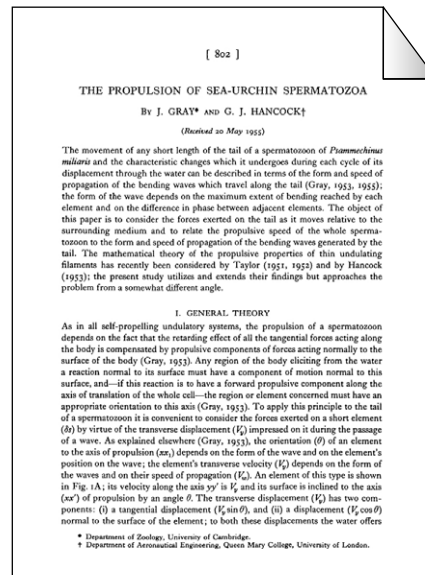 [ 802 ]
THE PROPULSION OF SEA-URCHIN SPERMATOZOA
BY J. GRAY* AND G. J. HANCOCK†
(Received 20 May 1955)
The movement of any short length of the tail of a spermatozoon of Psammechinus
miliaris and the characteristic changes which it undergoes during each cycle of its
displacement through the water can be described in terms of the form and speed of
propagation of the bending waves which travel along the tail (Gray, 1953, 1955);
the form of the wave depends on the maximum extent of bending reached by each
element and on the difference in phase between adjacent elements. The object of
this paper is to consider the forces exerted on the tail as it moves relative to the
surrounding medium and to relate the propulsive speed of the whole sperma-
tozoon to the form and speed of propagation of the bending waves generated by the
tail. The mathematical theory of the propulsive properties of thin undulating
filaments has recently been considered by Taylor (1951, 1952) and by Hancock
(1953); the present study utilizes and extends their findings but approaches the
problem from a somewhat different angle.
I. GENERAL THEORY
As in all self-propelling undulatory systems, the propulsion of a spermatozoon
depends on the fact that the retarding effect of all the tangential forces acting along
the body is compensated by propulsive components of forces acting normally to the
surface of the body (Gray, 1953). Any region of the body eliciting from the water
a reaction normal to its surface must have a component of motion normal to this
surface, and—if this reaction is to have a forward propulsive component along the
axis of translation of the whole cell—the region or element concerned must have an
appropriate orientation to this axis (Gray, 1953). To apply this principle to the tail
of a spermatozoon it is convenient to consider the forces exerted on a short element
(δs) by virtue of the transverse displacement (Vy) impressed on it during the passage
of a wave. As explained elsewhere (Gray, 1953), the orientation (θ) of an element
to the axis of propulsion (xx₁) depends on the form of the wave and on the element's
position on the wave; the element's transverse velocity (Vy) depends on the form of
the waves and on their speed of propagation (Vw). An element of this type is shown
in Fig. 1A; its velocity along the axis yy' is Vy and its surface is inclined to the axis
(xx') of propulsion by an angle θ. The transverse displacement (Vy) has two com-
ponents: (i) a tangential displacement (Vy sin θ), and (ii) a displacement (Vy cos θ)
normal to the surface of the element; to both these displacements the water offers
* Department of Zoology, University of Cambridge.
† Department of Aeronautical Engineering, Queen Mary College, University of London.